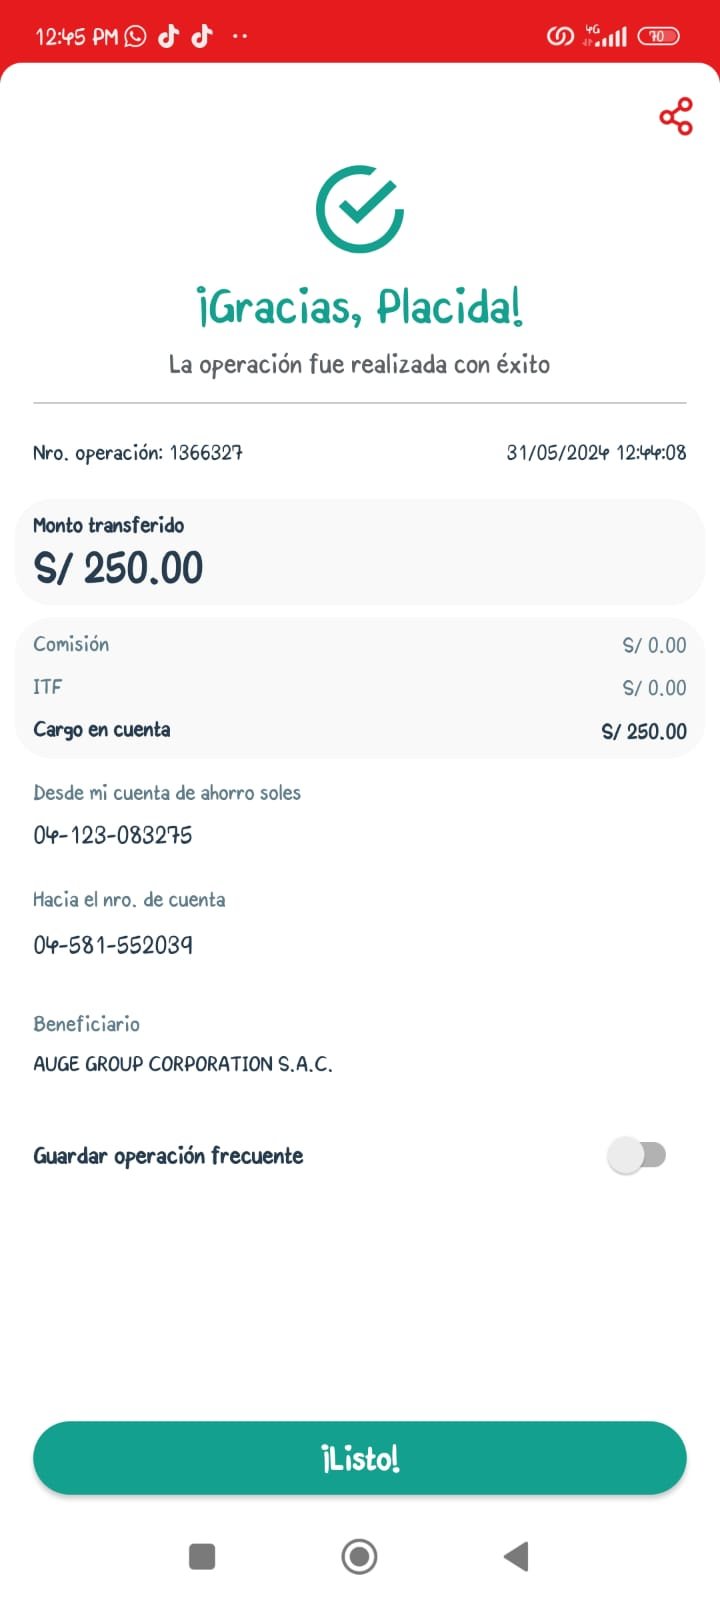 12:45 PM
4G
70
¡Gracias, Placida!
La operación fue realizada con éxito
Nro. operación: 1366327 31/05/2024 12:44:08
Monto transferido
S/ 250.00
Comisión S/ 0.00
ITF S/ 0.00
Cargo en cuenta S/ 250.00
Desde mi cuenta de ahorro soles
04-123-083275
Hacia el nro. de cuenta
04-581-552039
Beneficiario
AUGE GROUP CORPORATION S.A.C.
Guardar operación frecuente
¡Listo!